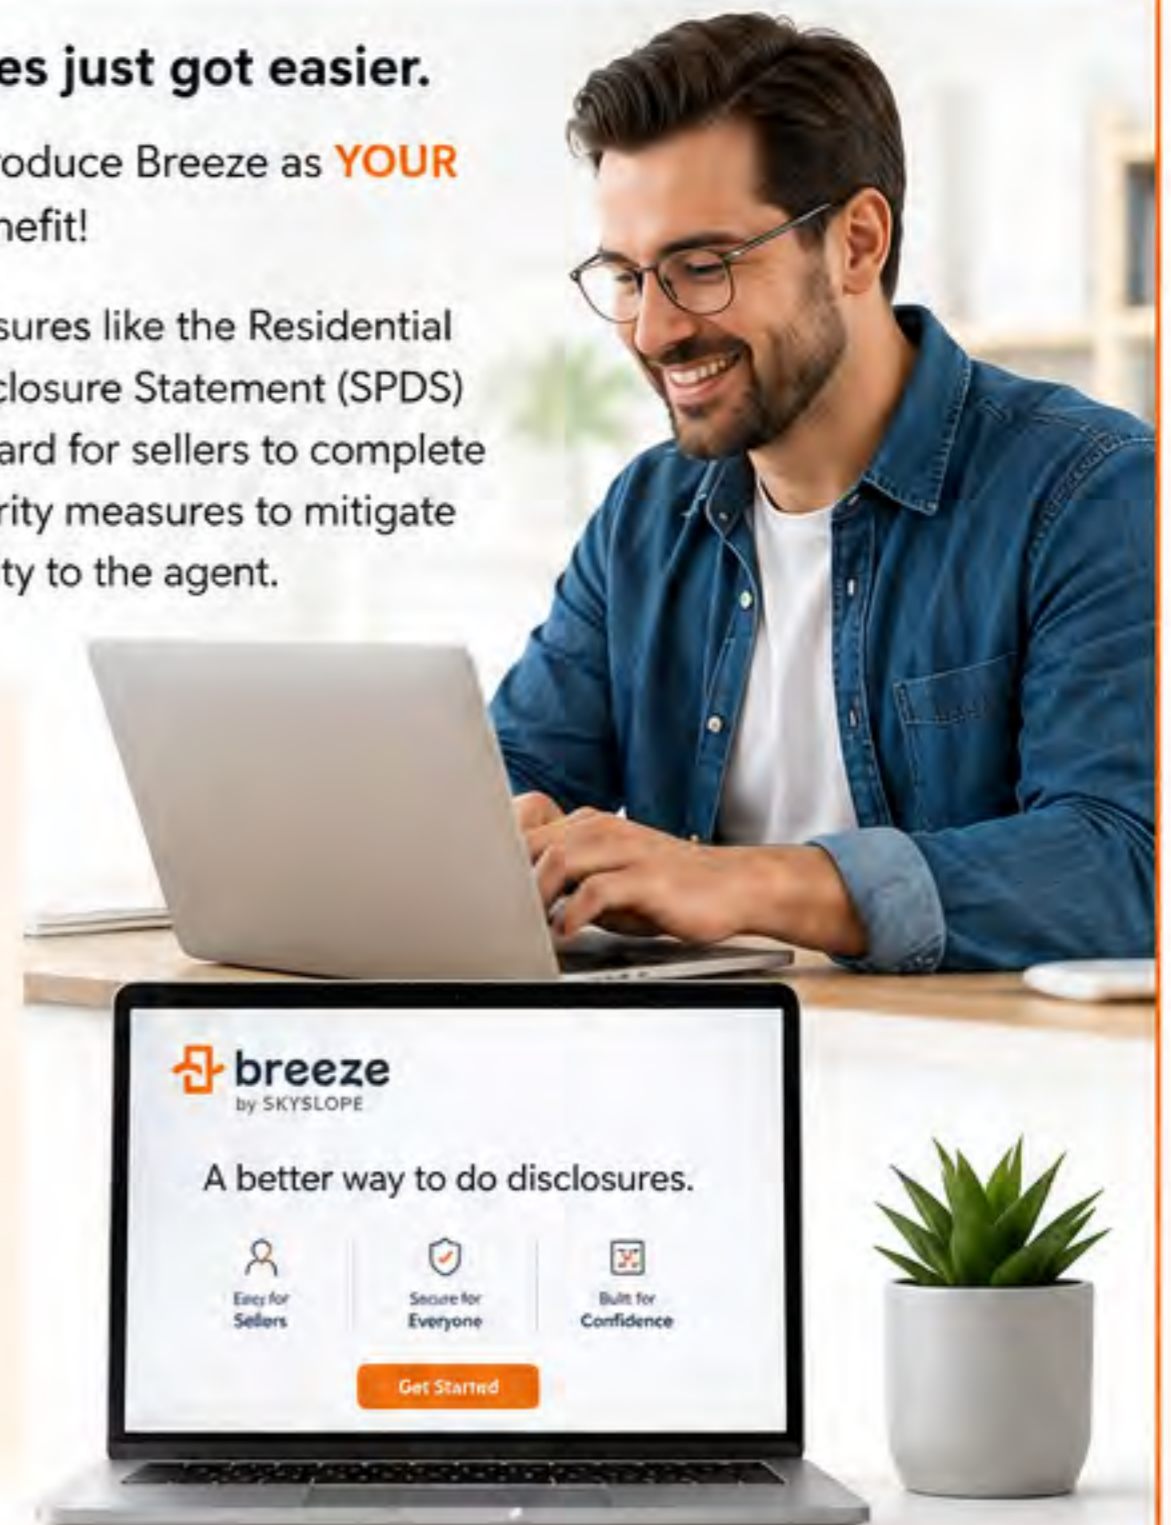 es just got easier.
roduce Breeze as YOUR
nefit!
sures like the Residential
closure Statement (SPDS)
ard for sellers to complete
rity measures to mitigate
ty to the agent.
breeze
by SKYSLOPE
A better way to do disclosures.
Easy for
Sellers
Secure for
Everyone
Built for
Confidence
Get Started